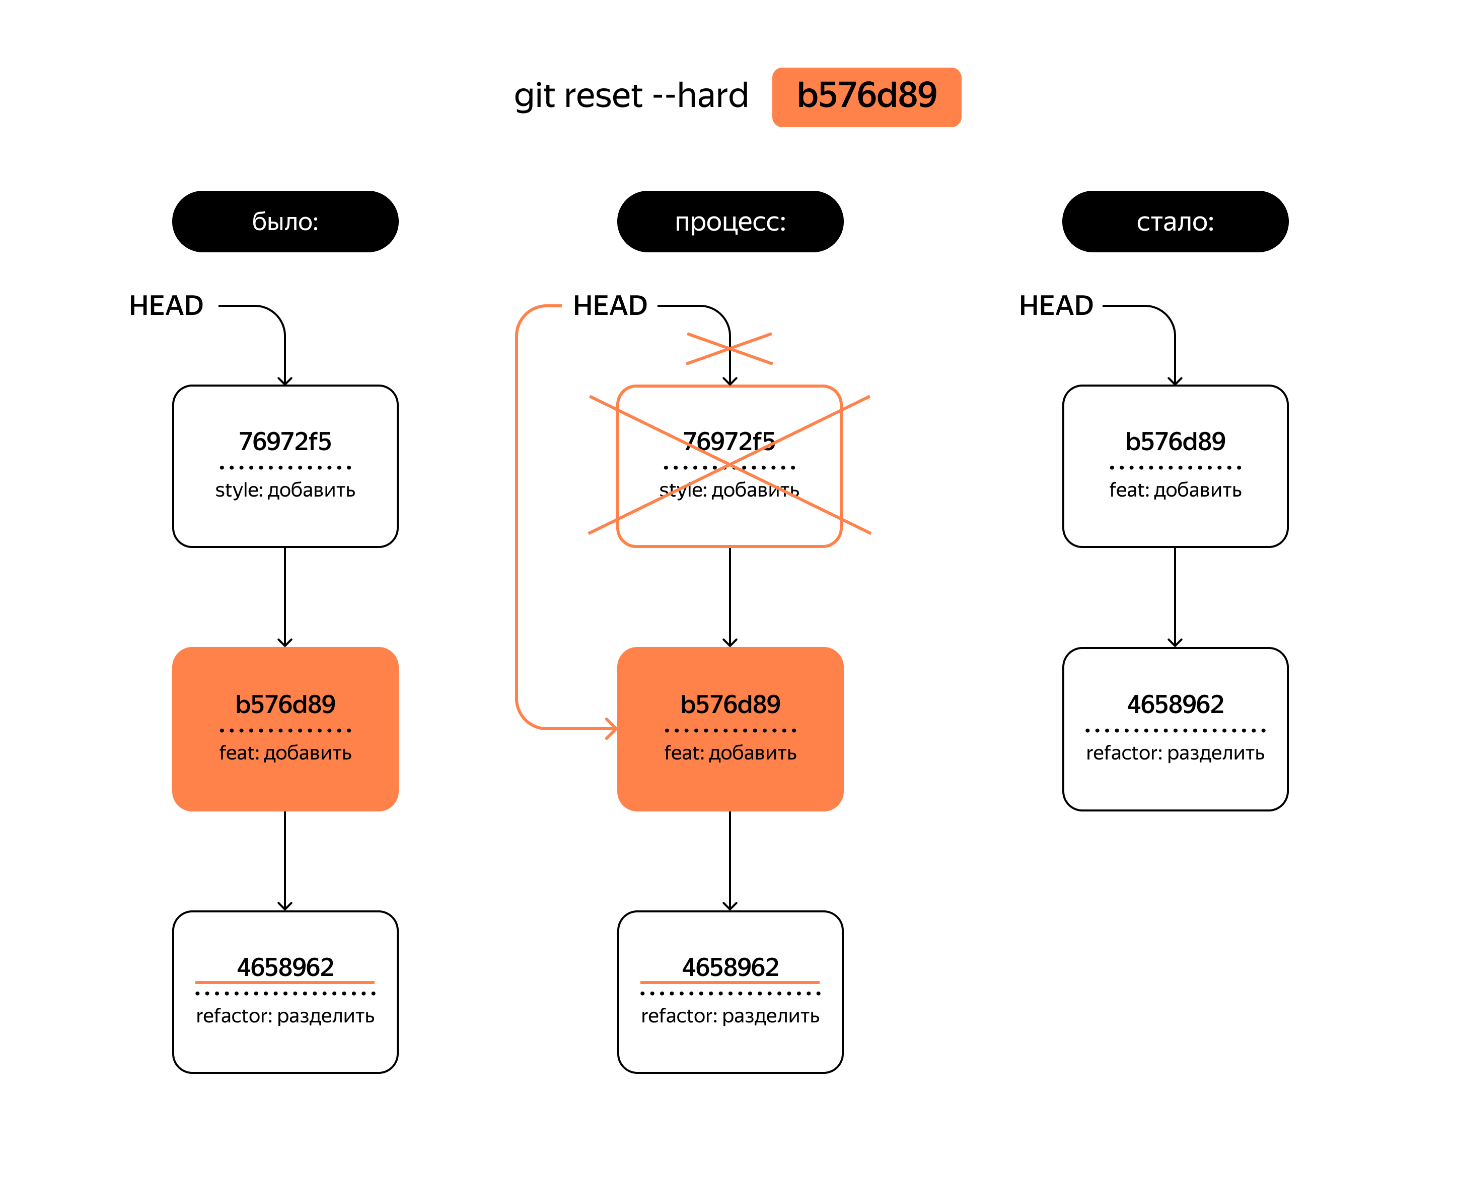 git reset --hard b576d89
было:
HEAD
76972f5
style: добавить
b576d89
feat: добавить
4658962
refactor: разделить
процесс:
HEAD
76972f5
style: добавить
b576d89
feat: добавить
4658962
refactor: разделить
стало:
HEAD
b576d89
feat: добавить
4658962
refactor: разделить